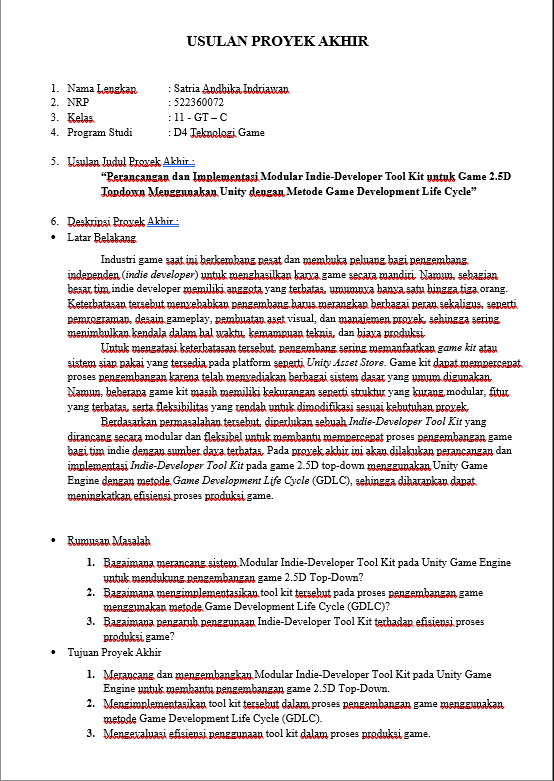 USULAN PROYEK AKHIR
1. Nama Lengkap : Satria Andhika Indriawan
2. NRP : 522360072
3. Kelas : 11 - GT – C
4. Program Studi : D4 Teknologi Game
5. Usulan Judul Proyek Akhir :
“Perancangan dan Implementasi Modular Indie-Developer Tool Kit untuk Game 2.5D
Topdown Menggunakan Unity dengan Metode Game Development Life Cycle”
6. Deskripsi Proyek Akhir :
• Latar Belakang
Industri game saat ini berkembang pesat dan membuka peluang bagi pengembang
independen (indie developer) untuk menghasilkan karya game secara mandiri. Namun, sebagian
besar tim indie developer memiliki anggota yang terbatas, umumnya hanya satu hingga tiga orang.
Keterbatasan tersebut menyebabkan pengembang harus merangkan berbagai peran sekaligus, seperti
pemrograman, desain gameplay, pembuatan aset visual, dan manajemen proyek, sehingga sering
menimbulkan kendala dalam hal waktu, kemampuan teknis, dan biaya produksi.
Untuk mengatasi keterbatasan tersebut, pengembang sering memanfaatkan game kit atau
sistem siap pakai yang tersedia pada platform seperti Unity Asset Store. Game kit dapat mempercepat
proses pengembangan karena telah menyediakan berbagai sistem dasar yang umum digunakan.
Namun, beberapa game kit masih memiliki kekurangan seperti struktur yang kurang modular, fitur
yang terbatas, serta fleksibilitas yang rendah untuk dimodifikasi sesuai kebutuhan proyek.
Berdasarkan permasalahan tersebut, diperlukan sebuah Indie-Developer Tool Kit yang
dirancang secara modular dan fleksibel untuk membantu mempercepat proses pengembangan game
bagi tim indie dengan sumber daya terbatas. Pada proyek akhir ini akan dilakukan perancangan dan
implementasi Indie-Developer Tool Kit pada game 2.5D top-down menggunakan Unity Game
Engine dengan metode Game Development Life Cycle (GDLC), sehingga diharapkan dapat
meningkatkan efisiensi proses produksi game.
• Rumusan Masalah
1. Bagaimana merancang sistem Modular Indie-Developer Tool Kit pada Unity Game Engine
untuk mendukung pengembangan game 2.5D Top-Down?
2. Bagaimana mengimplementasikan tool kit tersebut pada proses pengembangan game
menggunakan metode Game Development Life Cycle (GDLC)?
3. Bagaimana pengaruh penggunaan Indie-Developer Tool Kit terhadap efisiensi proses
produksi game?
• Tujuan Proyek Akhir
1. Merancang dan mengembangkan Modular Indie-Developer Tool Kit pada Unity Game
Engine untuk membantu pengembangan game 2.5D Top-Down.
2. Mengimplementasikan tool kit tersebut dalam proses pengembangan game menggunakan
metode Game Development Life Cycle (GDLC).
3. Mengevaluasi efisiensi penggunaan tool kit dalam proses produksi game.